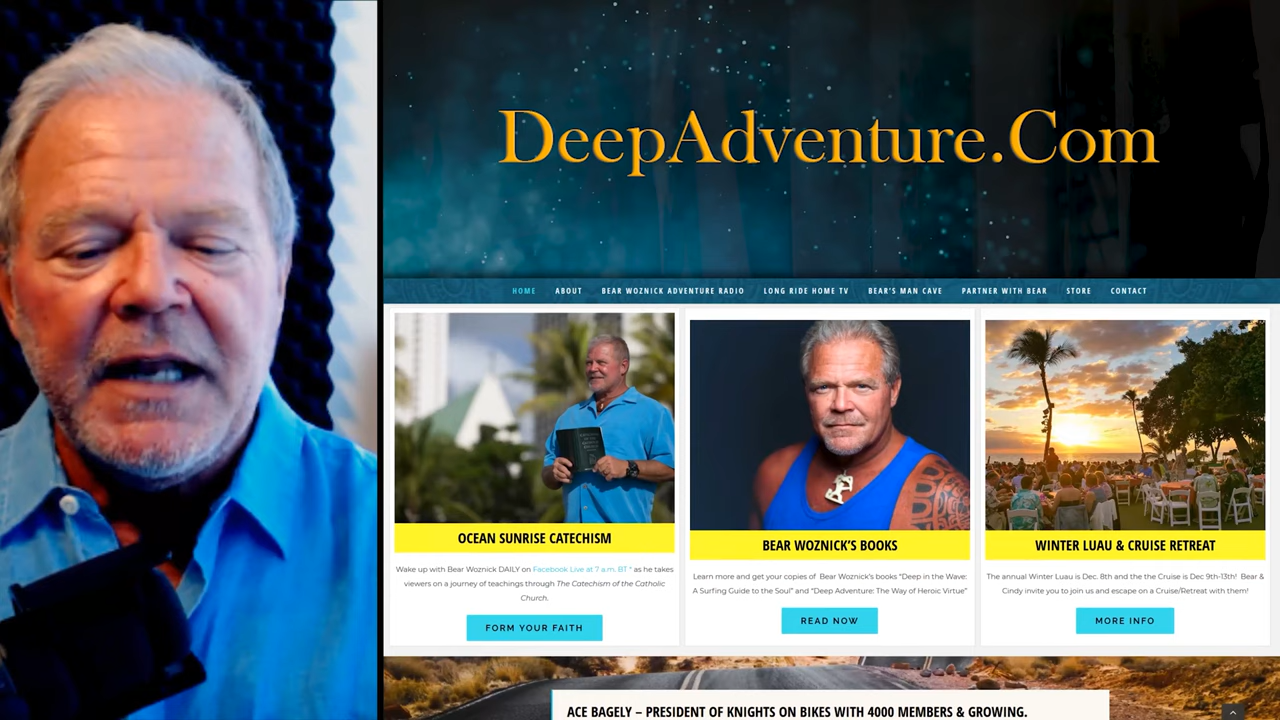 DeepAdventure.Com
HOME ABOUT BEAR WOZNICK ADVENTURE RADIO LONG RIDE HOME TV BEAR'S MAN CAVE PARTNER WITH BEAR STORE CONTACT
OCEAN SUNRISE CATECHISM
Wake up with Bear Woznick DAILY on Facebook Live at 7 a.m. BT * as he takes
viewers on a journey of teachings through The Catechism of the Catholic
Church.
FORM YOUR FAITH
BEAR WOZNICK'S BOOKS
Learn more and get your copies of Bear Woznick's books "Deep in the Wave:
A Surfing Guide to the Soul" and "Deep Adventure: The Way of Heroic Virtue"
READ NOW
WINTER LUAU & CRUISE RETREAT
The annual Winter Luau is Dec. 8th and the the Cruise is Dec 9th-13th! Bear &
Cindy invite you to join us and escape on a Cruise/Retreat with them!
MORE INFO
ACE BAGELY – PRESIDENT OF KNIGHTS ON BIKES WITH 4000 MEMBERS & GROWING.